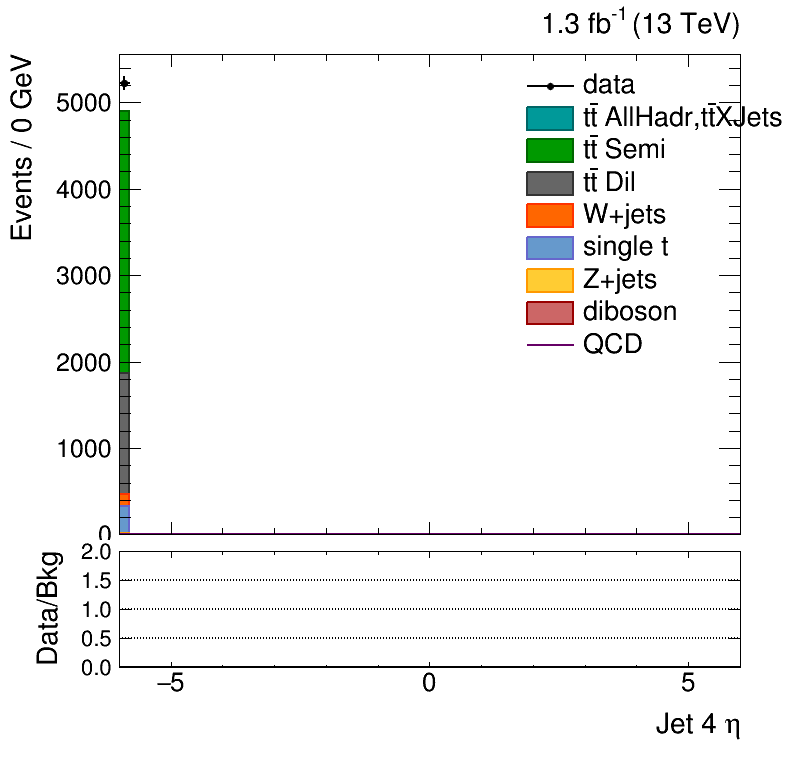 1.3 fb⁻¹ (13 TeV)
Events / 0 GeV
5000
4000
3000
2000
1000
0
data
tt̄ AllHadr,tt̄XJets
tt̄ Semi
tt̄ Dil
W+jets
single t
Z+jets
diboson
QCD
Data/Bkg
2.0
1.5
1.0
0.5
0.0
−5 0 5
Jet 4 η